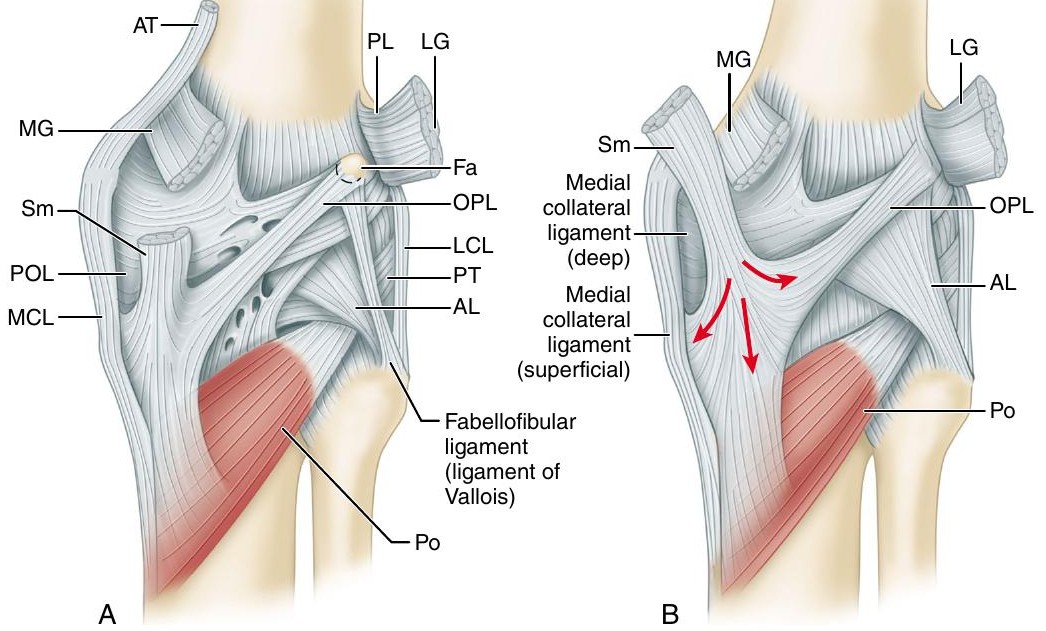 AT
PL
LG
MG
Fa
Sm
OPL
LCL
POL
PT
MCL
AL
Fabellofibular
ligament
(ligament of
Vallois)
Po
A
LG
MG
Sm
Medial
collateral
ligament
(deep)
OPL
AL
Medial
collateral
ligament
(superficial)
Po
B